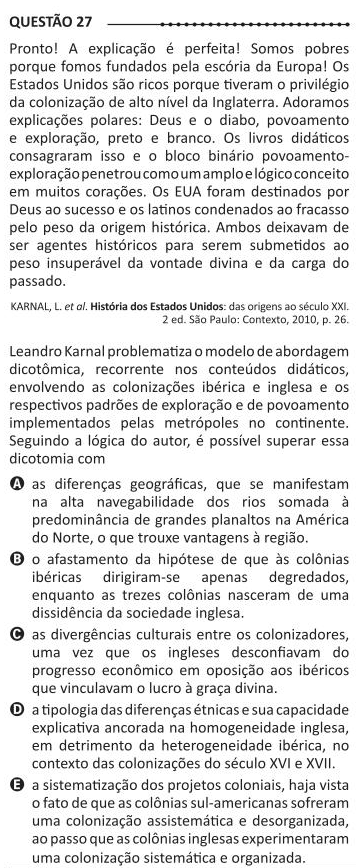 QUESTÃO 27
Pronto! A explicação é perfeita! Somos pobres
porque fomos fundados pela escória da Europa! Os
Estados Unidos são ricos porque tiveram o privilégio
da colonização de alto nível da Inglaterra. Adoramos
explicações polares: Deus e o diabo, povoamento
e exploração, preto e branco. Os livros didáticos
consagraram isso e o bloco binário povoamento-
exploração penetrou como um amplo e lógico conceito
em muitos corações. Os EUA foram destinados por
Deus ao sucesso e os latinos condenados ao fracasso
pelo peso da origem histórica. Ambos deixavam de
ser agentes históricos para serem submetidos ao
peso insuperável da vontade divina e da carga do
passado.
KARNAL, L. et al. História dos Estados Unidos: das origens ao século XXI.
2 ed. São Paulo: Contexto, 2010, p. 26.
Leandro Karnal problematiza o modelo de abordagem
dicotômica, recorrente nos conteúdos didáticos,
envolvendo as colonizações ibérica e inglesa e os
respectivos padrões de exploração e de povoamento
implementados pelas metrópoles no continente.
Seguindo a lógica do autor, é possível superar essa
dicotomia com
A as diferenças geográficas, que se manifestam
na alta navegabilidade dos rios somada à
predominância de grandes planaltos na América
do Norte, o que trouxe vantagens à região.
B o afastamento da hipótese de que às colônias
ibéricas dirigiram-se apenas degredados,
enquanto as trezes colônias nasceram de uma
dissidência da sociedade inglesa.
C as divergências culturais entre os colonizadores,
uma vez que os ingleses desconfiavam do
progresso econômico em oposição aos ibéricos
que vinculavam o lucro à graça divina.
D a tipologia das diferenças étnicas e sua capacidade
explicativa ancorada na homogeneidade inglesa,
em detrimento da heterogeneidade ibérica, no
contexto das colonizações do século XVI e XVII.
E a sistematização dos projetos coloniais, haja vista
o fato de que as colônias sul-americanas sofreram
uma colonização assistemática e desorganizada,
ao passo que as colônias inglesas experimentaram
uma colonização sistemática e organizada.